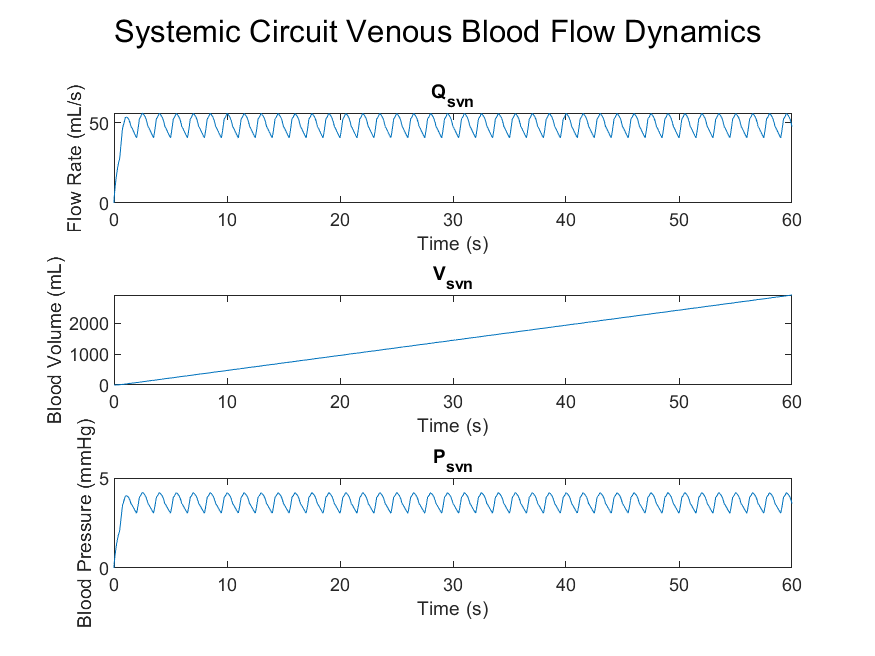 Systemic Circuit Venous Blood Flow Dynamics
Qsvn
Flow Rate (mL/s)
50
0
0 10 20 30 40 50 60
Time (s)
Vsvn
Blood Volume (mL)
2000
1000
0
0 10 20 30 40 50 60
Time (s)
Psvn
Blood Pressure (mmHg)
5
0
0 10 20 30 40 50 60
Time (s)